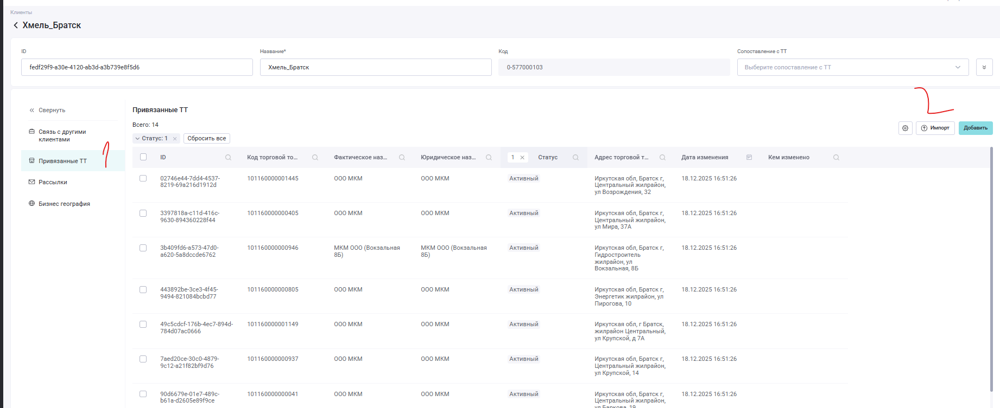 Клиенты
Хмель_Братск
ID
Название*
Код
Сопоставление с ТТ
fedf29f9-a30e-4120-ab3d-a3b739e8f5d6
Хмель_Братск
0-577000103
Выберите сопоставление с ТТ
2
Свернуть
Связь с другими
клиентами
1
Привязанные ТТ
Рассылки
Бизнес география
Привязанные ТТ
Всего: 14
Импорт
Добавить
Статус: 1
Сбросить все
ID
Код торговой то...
Фактическое наз...
Юридическое наз...
1
Статус
Адрес торговой т...
Дата изменения
Кем изменено
02746e44-7dd4-4537-
8219-69a216d1912d
101160000001445
ООО МКМ
ООО МКМ
Активный
Иркутская обл, Братск г,
Центральный жилрайон,
ул Возрождения, 32
18.12.2025 16:51:26
3397818a-c11d-416c-
9630-894360228f44
101160000000405
ООО МКМ
ООО МКМ
Активный
Иркутская обл, Братск г,
Центральный жилрайон,
ул Мира, 37А
18.12.2025 16:51:26
3b409fd6-a573-47d0-
a620-5a8dccde6762
101160000000946
МКМ ООО (Вокзальная
8Б)
МКМ ООО (Вокзальная
8Б)
Активный
Иркутская обл, Братск г,
Гидростроитель
жилрайон, ул
Вокзальная, 8Б
18.12.2025 16:51:26
443892be-3ce3-4f45-
9494-821084bcbd77
101160000000805
ООО МКМ
ООО МКМ
Активный
Иркутская обл, Братск г,
Энергетик жилрайон, ул
Пирогова, 10
18.12.2025 16:51:26
49c5cdcf-176b-4ec7-894d-
784d07ac0666
101160000001149
ООО МКМ
ООО МКМ
Активный
Иркутская обл, г Братск,
жилрайон Центральный,
ул Крупской, д 7А
18.12.2025 16:51:26
7aed20ce-30c0-4879-
9c12-a21f82bf9d76
101160000000937
ООО МКМ
ООО МКМ
Активный
Иркутская обл, Братск г,
Центральный жилрайон,
ул Крупской, 14
18.12.2025 16:51:26
90d6679e-01e7-489c-
b61a-d2605e89f9ce
101160000000041
ООО МКМ
ООО МКМ
Активный
Иркутская обл, Братск г,
Центральный жилрайон,
ул Баркова, 19
18.12.2025 16:51:26